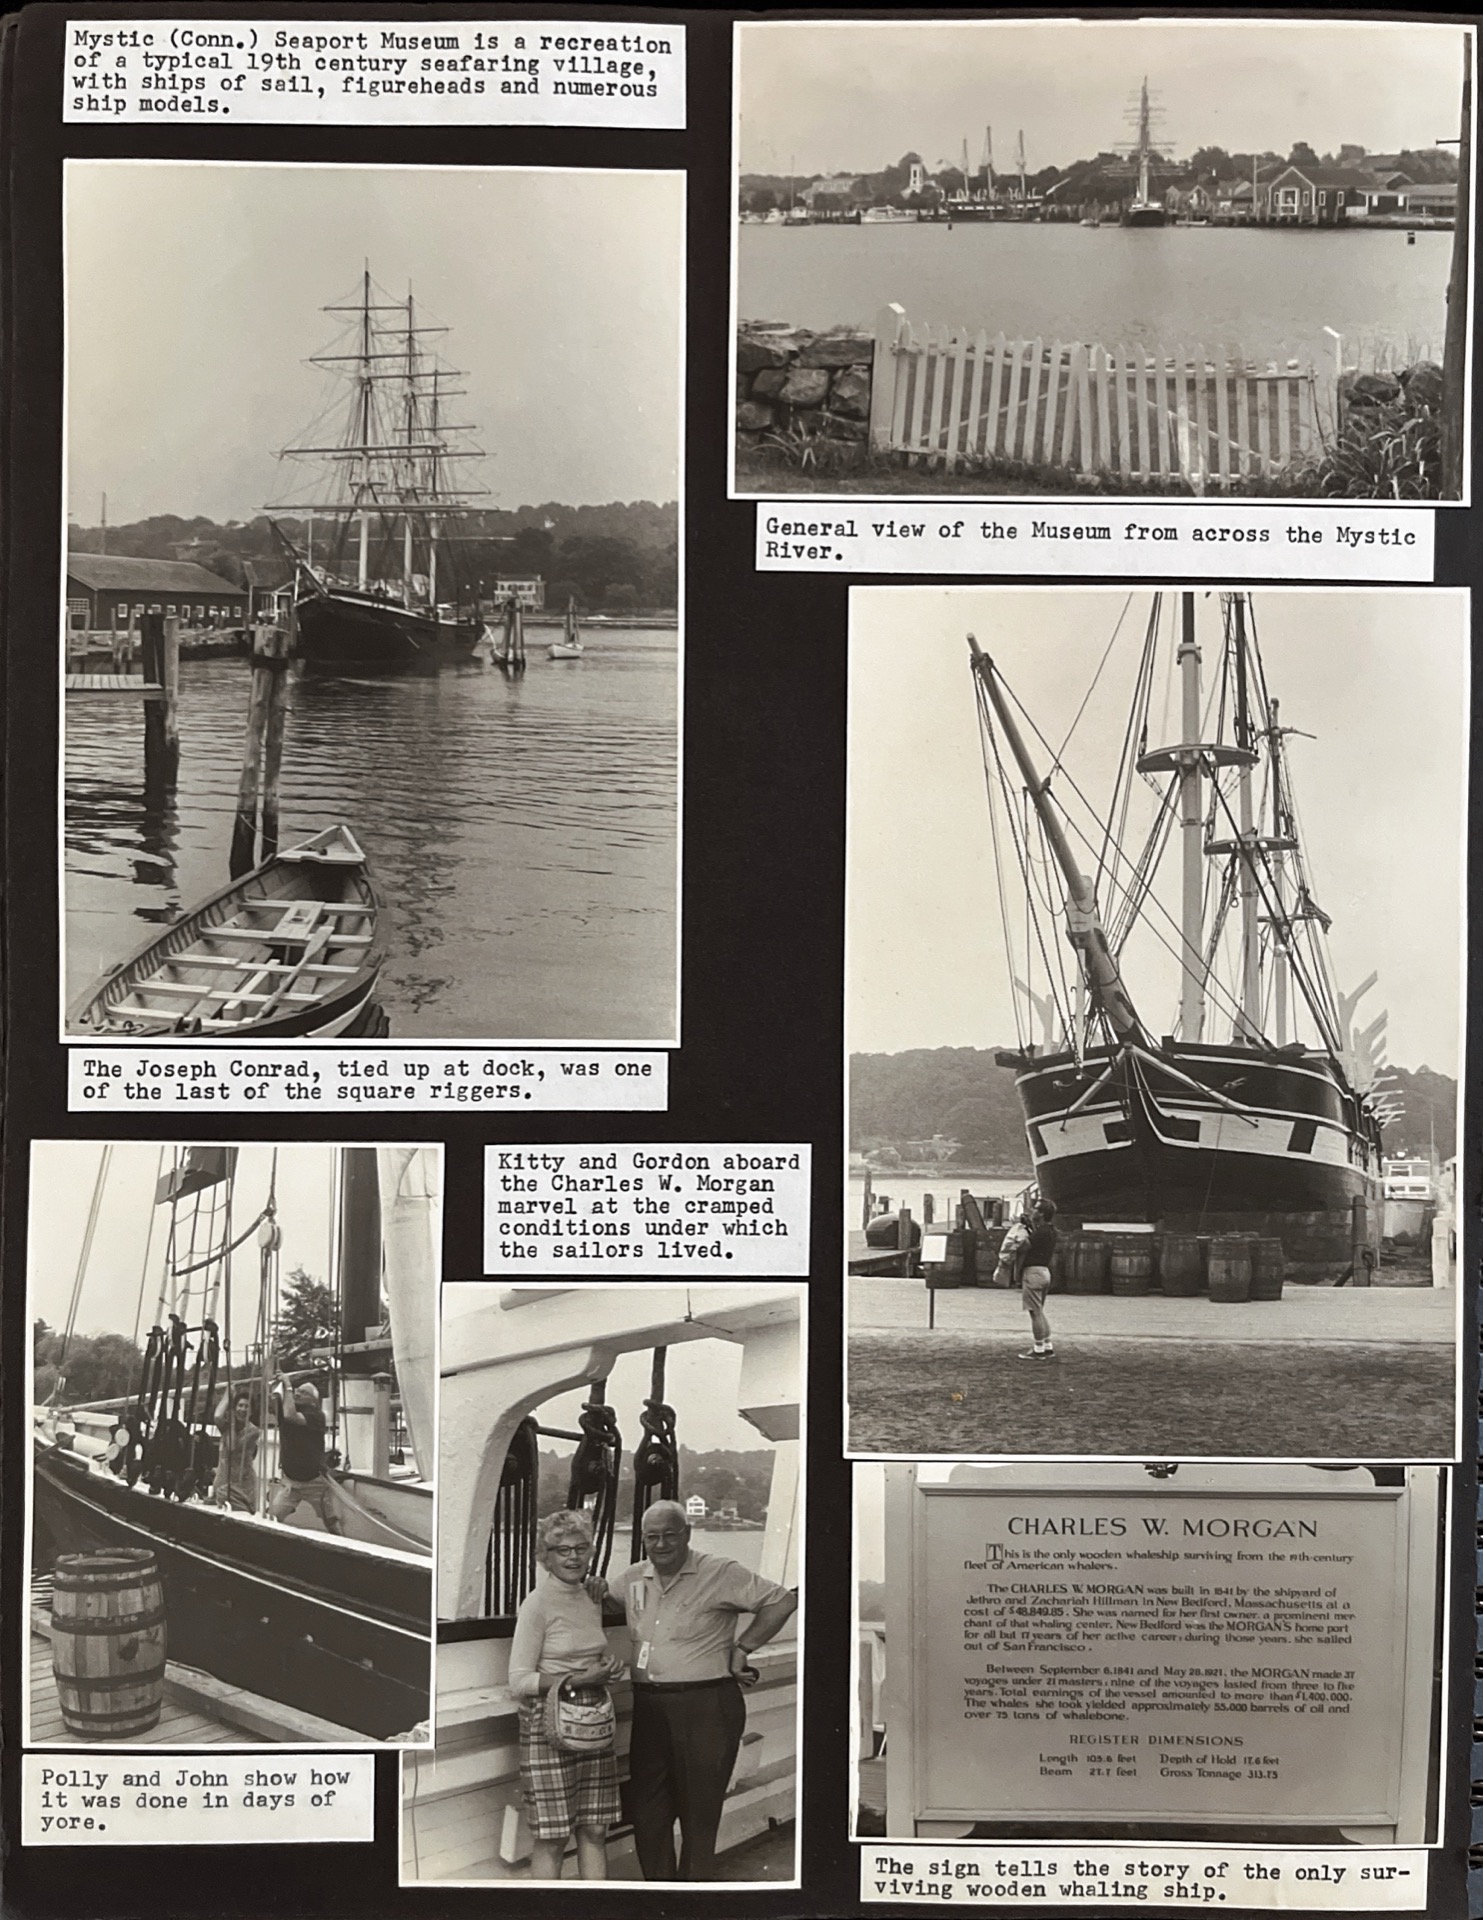 Mystic (Conn.) Seaport Museum is a recreation
of a typical 19th century seafaring village,
with ships of sail, figureheads and numerous
ship models.
General view of the Museum from across the Mystic
River.
The Joseph Conrad, tied up at dock, was one
of the last of the square riggers.
Kitty and Gordon aboard
the Charles W. Morgan
marvel at the cramped
conditions under which
the sailors lived.
Polly and John show how
it was done in days of
yore.
CHARLES W. MORGAN
This is the only wooden whaleship surviving from the 19th-century
fleet of American whalers.
The CHARLES W. MORGAN was built in 1841 by the shipyard of
Jethro and Zachariah Hillman in New Bedford, Massachusetts at a
cost of $48,849.85. She was named for her first owner, a prominent mer-
chant of that whaling center. New Bedford was the MORGAN'S home port
for all but 17 years of her active career; during those years, she sailed
out of San Francisco.
Between September 6, 1841 and May 28, 1921, the MORGAN made 37
voyages under 21 masters; nine of the voyages lasted from three to five
years. Total earnings of the vessel amounted to more than $1,400,000.
The whales she took yielded approximately 55,000 barrels of oil and
over 75 tons of whalebone.
REGISTER DIMENSIONS
Length 105.6 feet Depth of Hold 17.6 feet
Beam 27.7 feet Gross Tonnage 313.75
The sign tells the story of the only sur-
viving wooden whaling ship.